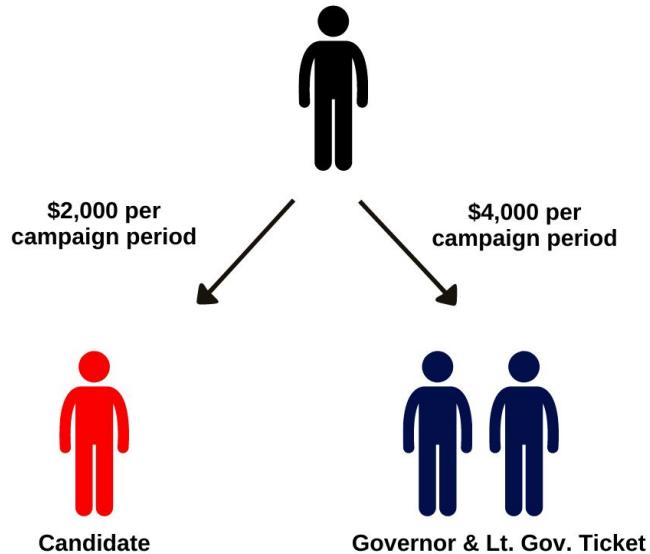 $2,000 per
campaign period
$4,000 per
campaign period
Candidate
Governor & Lt. Gov. Ticket